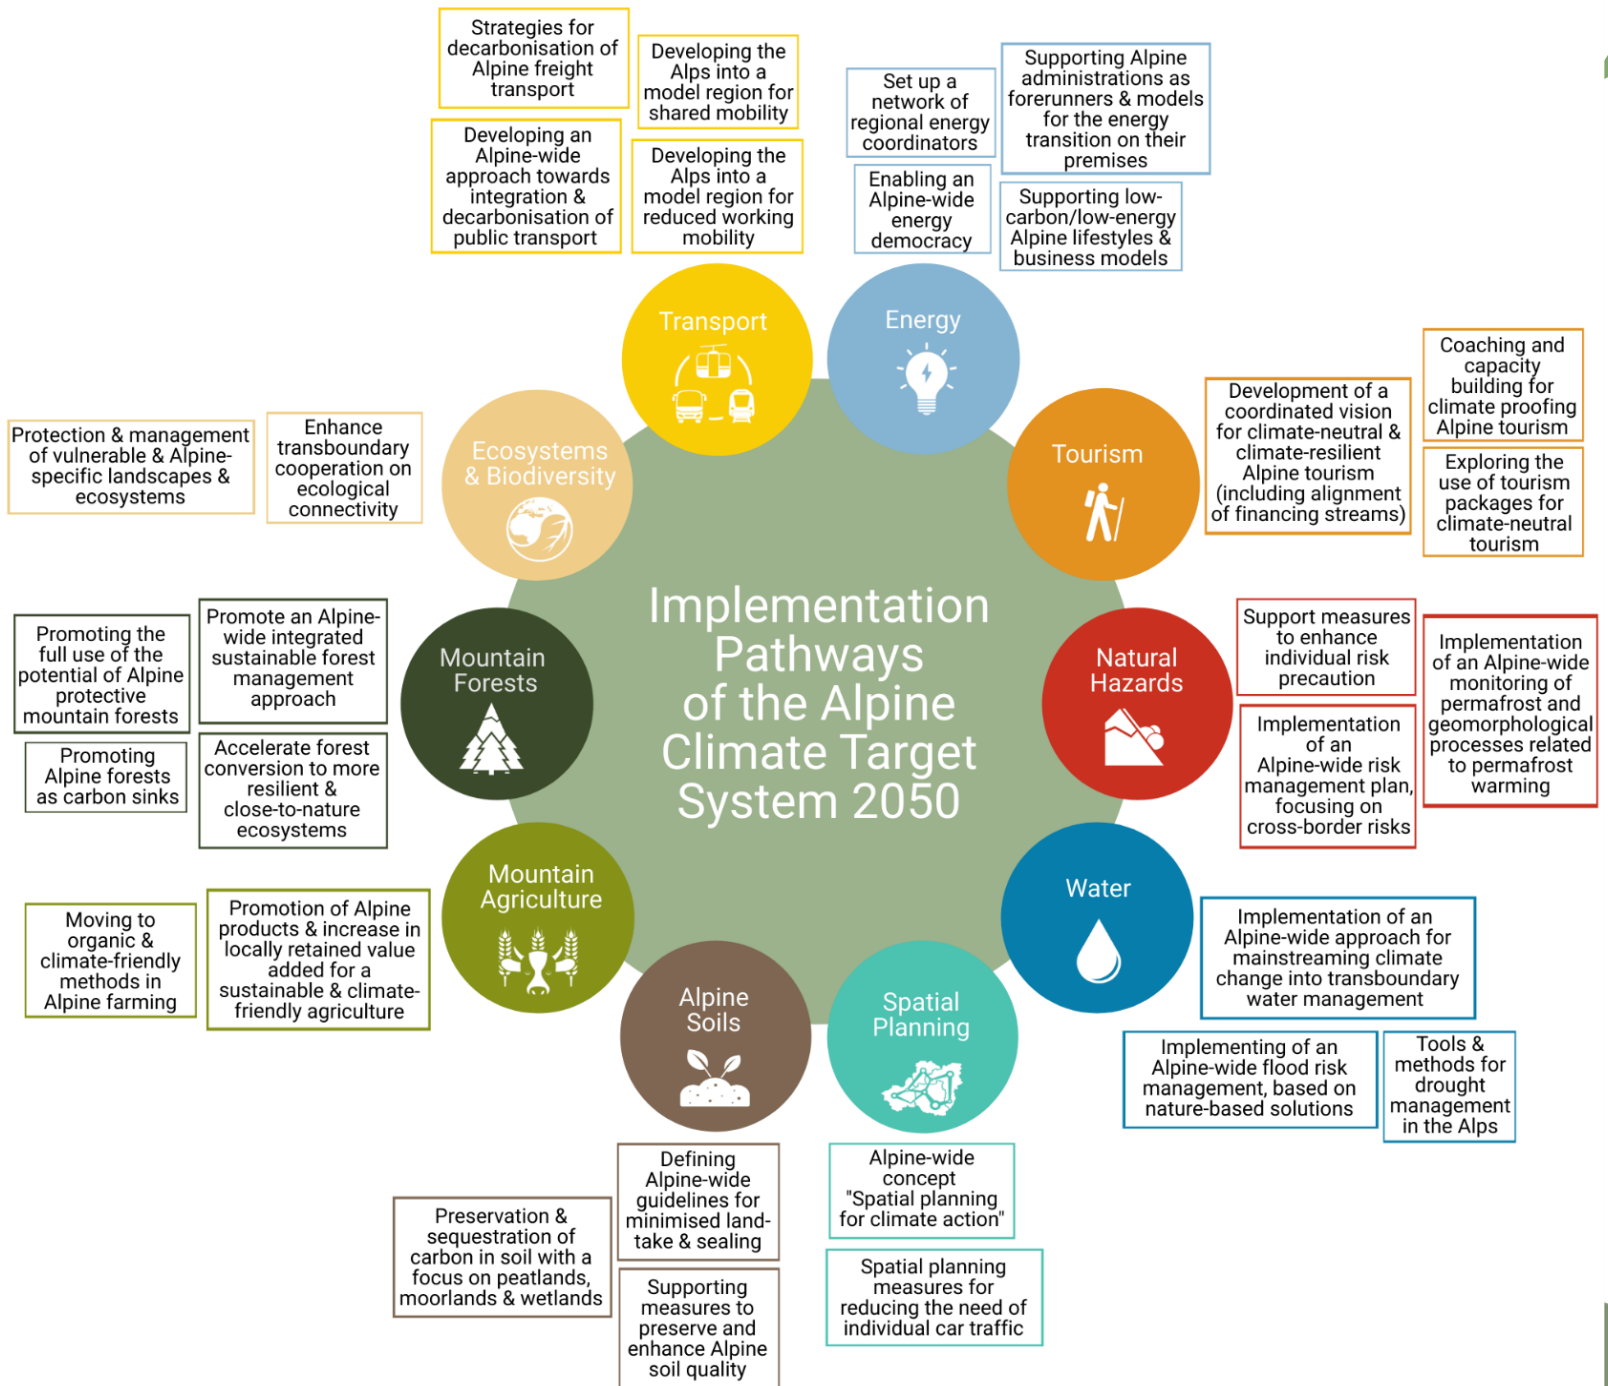 Strategies for
decarbonisation of
Alpine freight
transport
Developing the
Alps into a
model region for
shared mobility
Developing an
Alpine-wide
approach towards
integration &
decarbonisation of
public transport
Developing the
Alps into a
model region for
reduced working
mobility
Set up a
network of
regional energy
coordinators
Supporting Alpine
administrations as
forerunners & models
for the energy
transition on their
premises
Enabling an
Alpine-wide
energy
democracy
Supporting low-
carbon/low-energy
Alpine lifestyles &
business models
Transport
Energy
Tourism
Development of a
coordinated vision
for climate-neutral &
climate-resilient
Alpine tourism
(including alignment
of financing streams)
Coaching and
capacity
building for
climate proofing
Alpine tourism
Exploring the
use of tourism
packages for
climate-neutral
tourism
Protection & management
of vulnerable & Alpine-
specific landscapes &
ecosystems
Enhance
transboundary
cooperation on
ecological
connectivity
Ecosystems
& Biodiversity
Implementation
Pathways
of the Alpine
Climate Target
System 2050
Promoting the
full use of the
potential of Alpine
protective
mountain forests
Promote an Alpine-
wide integrated
sustainable forest
management
approach
Promoting
Alpine forests
as carbon sinks
Accelerate forest
conversion to more
resilient &
close-to-nature
ecosystems
Mountain
Forests
Natural
Hazards
Support measures
to enhance
individual risk
precaution
Implementation
of an
Alpine-wide risk
management plan,
focusing on
cross-border risks
Implementation
of an Alpine-wide
monitoring of
permafrost and
geomorphological
processes related
to permafrost
warming
Moving to
organic &
climate-friendly
methods in
Alpine farming
Promotion of Alpine
products & increase in
locally retained value
added for a
sustainable & climate-
friendly agriculture
Mountain
Agriculture
Water
Implementation of an
Alpine-wide approach for
mainstreaming climate
change into transboundary
water management
Implementing of an
Alpine-wide flood risk
management, based on
nature-based solutions
Tools &
methods for
drought
management
in the Alps
Alpine
Soils
Spatial
Planning
Preservation &
sequestration of
carbon in soil with a
focus on peatlands,
moorlands & wetlands
Defining
Alpine-wide
guidelines for
minimised land-
take & sealing
Supporting
measures to
preserve and
enhance Alpine
soil quality
Alpine-wide
concept
"Spatial planning
for climate action"
Spatial planning
measures for
reducing the need of
individual car traffic